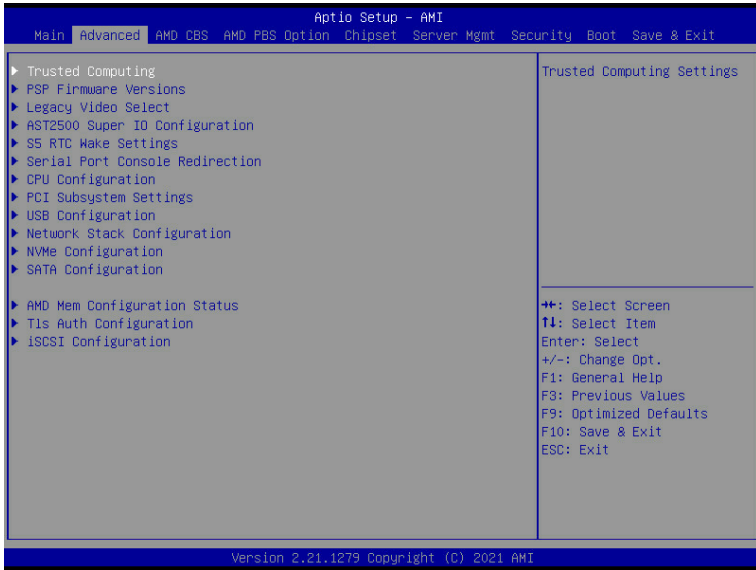 Aptio Setup – AMI
Main Advanced AMD CBS AMD PBS Option Chipset Server Mgmt Security Boot Save & Exit
Trusted Computing
PSP Firmware Versions
Legacy Video Select
AST2500 Super IO Configuration
S5 RTC Wake Settings
Serial Port Console Redirection
CPU Configuration
PCI Subsystem Settings
USB Configuration
Network Stack Configuration
NVMe Configuration
SATA Configuration
AMD Mem Configuration Status
Tls Auth Configuration
iSCSI Configuration
Trusted Computing Settings
→←: Select Screen
↑↓: Select Item
Enter: Select
+/-: Change Opt.
F1: General Help
F3: Previous Values
F9: Optimized Defaults
F10: Save & Exit
ESC: Exit
Version 2.21.1279 Copyright (C) 2021 AMI